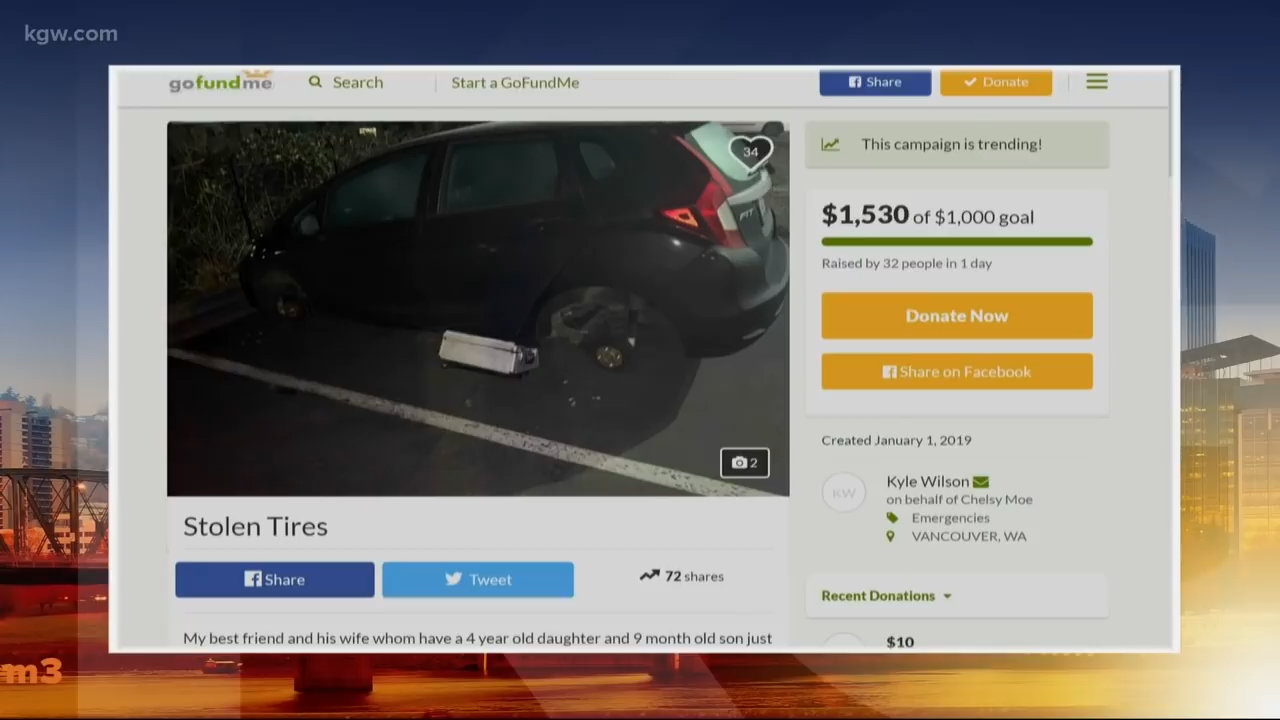 kgw.com
gofundme Search Start a GoFundMe Share Donate
34
FIT
2
Stolen Tires
Share Tweet 72 shares
My best friend and his wife whom have a 4 year old daughter and 9 month old son just
This campaign is trending!
$1,530 of $1,000 goal
Raised by 32 people in 1 day
Donate Now
Share on Facebook
Created January 1, 2019
KW
Kyle Wilson
on behalf of Chelsy Moe
Emergencies
VANCOUVER, WA
Recent Donations
$10
m3